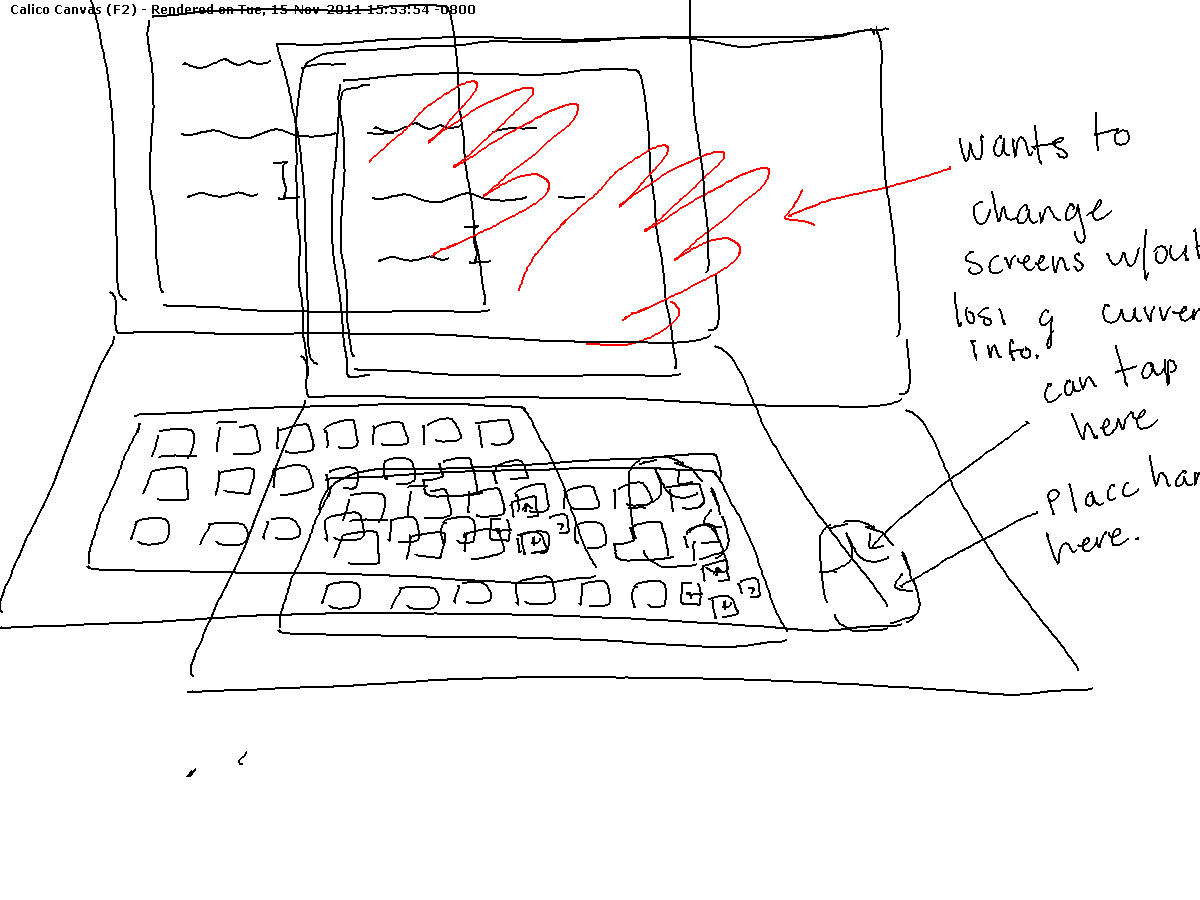 Calico Canvas (F2) - Rendered on Tue, 15 Nov 2011 15:53:54 -0800
wants to
change
screens w/out
losi g curren
info.
can tap
here
Place han
here.